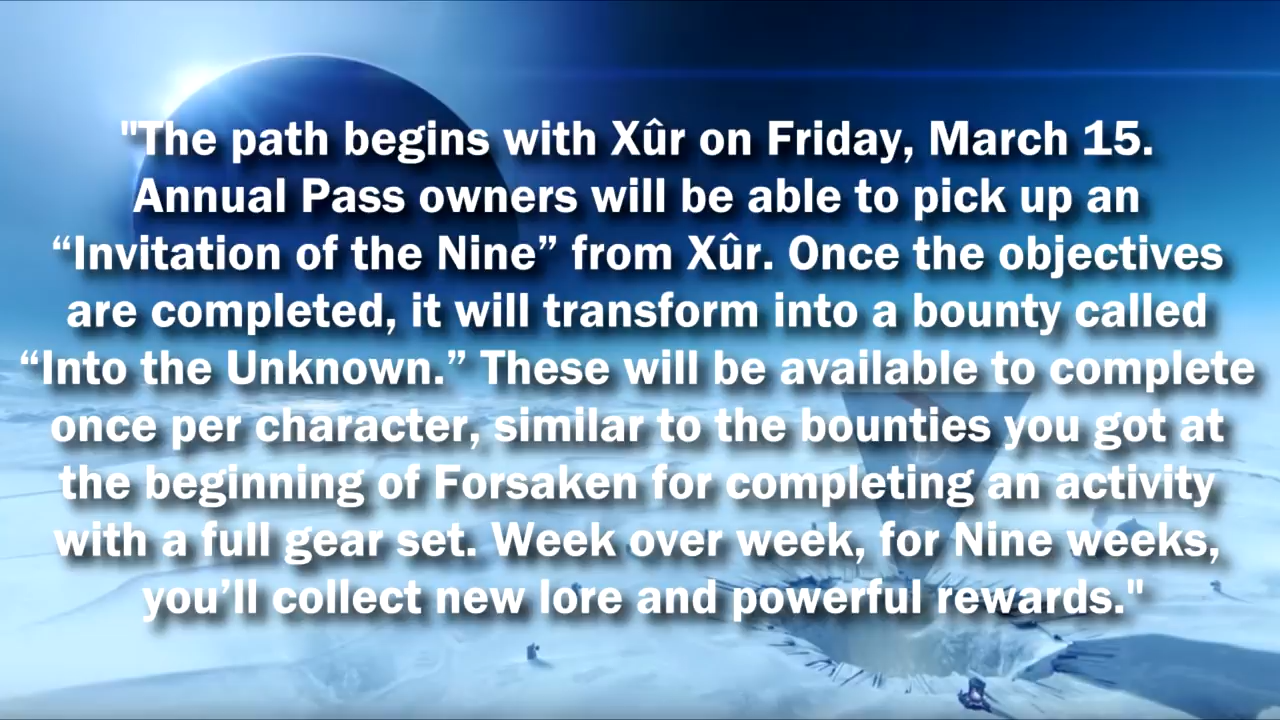 "The path begins with Xûr on Friday, March 15.
Annual Pass owners will be able to pick up an
“Invitation of the Nine” from Xûr. Once the objectives
are completed, it will transform into a bounty called
“Into the Unknown.” These will be available to complete
once per character, similar to the bounties you got at
the beginning of Forsaken for completing an activity
with a full gear set. Week over week, for Nine weeks,
you’ll collect new lore and powerful rewards."